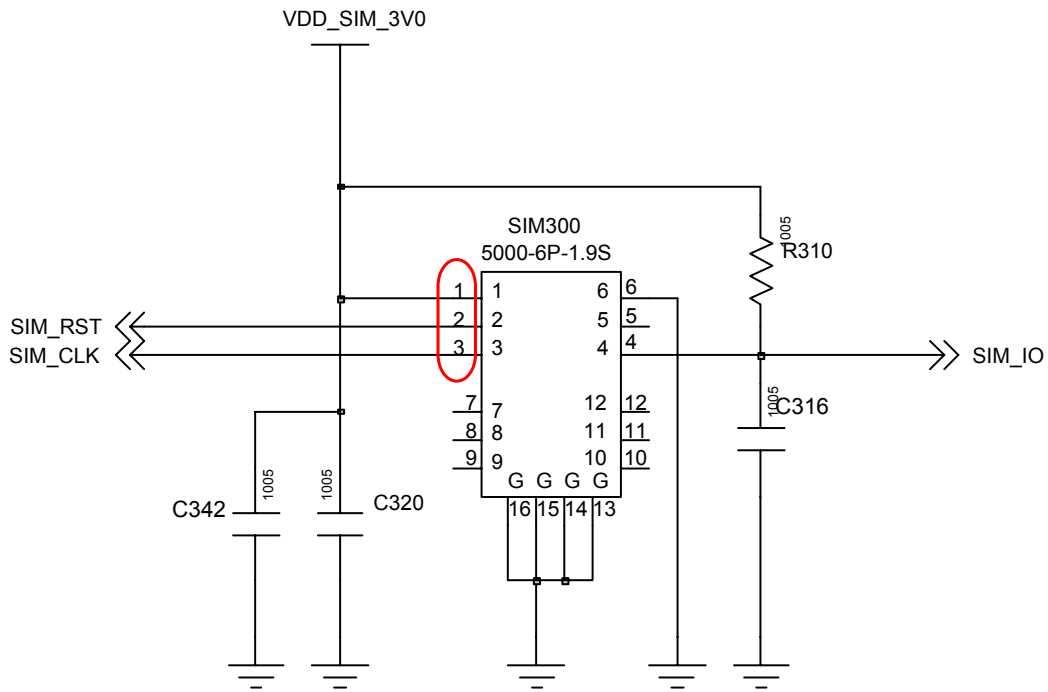 VDD_SIM_3V0
SIM300
5000-6P-1.9S
1005
R310
1 1 6 6
SIM_RST 2 2 5 5
SIM_CLK 3 3 4 4 SIM_IO
1005
C316
7 7 12 12
8 8 11 11
9 9 10 10
G G G G
16 15 14 13
C342 1005
1005 C320